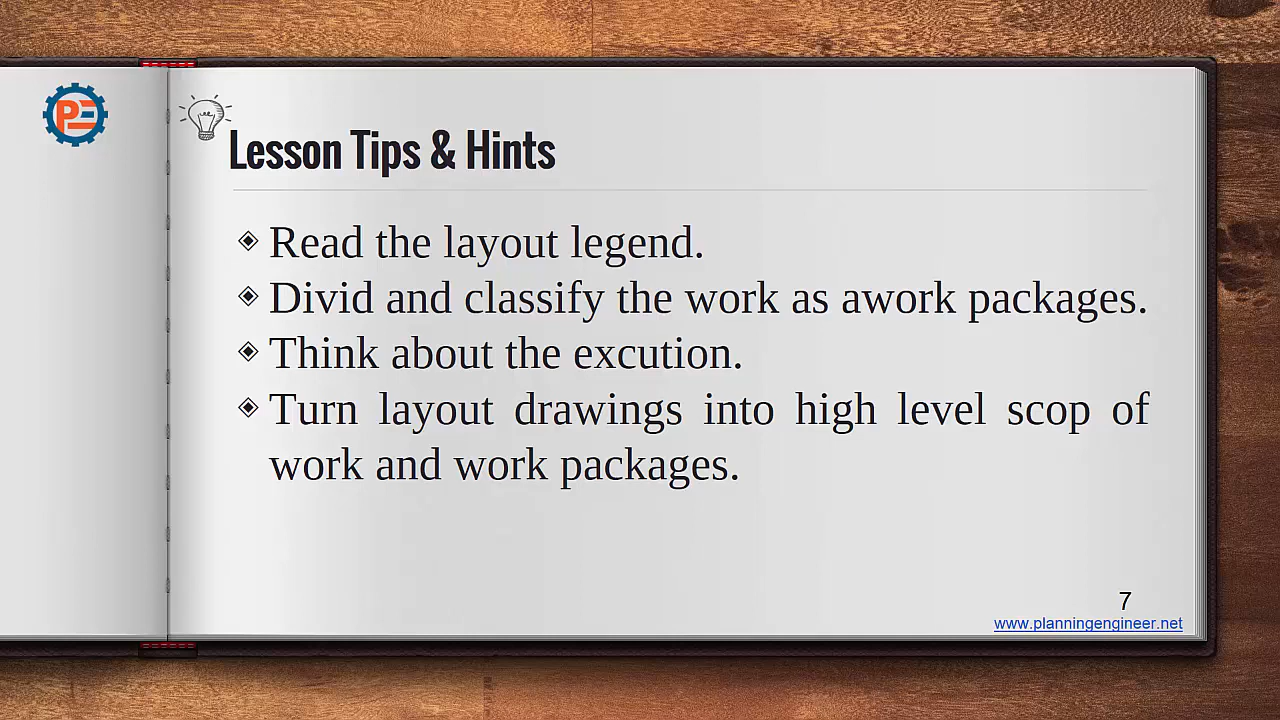 PE
Lesson Tips & Hints
Read the layout legend.
Divid and classify the work as awork packages.
Think about the excution.
Turn layout drawings into high level scop of
work and work packages.
7
www.planningengineer.net